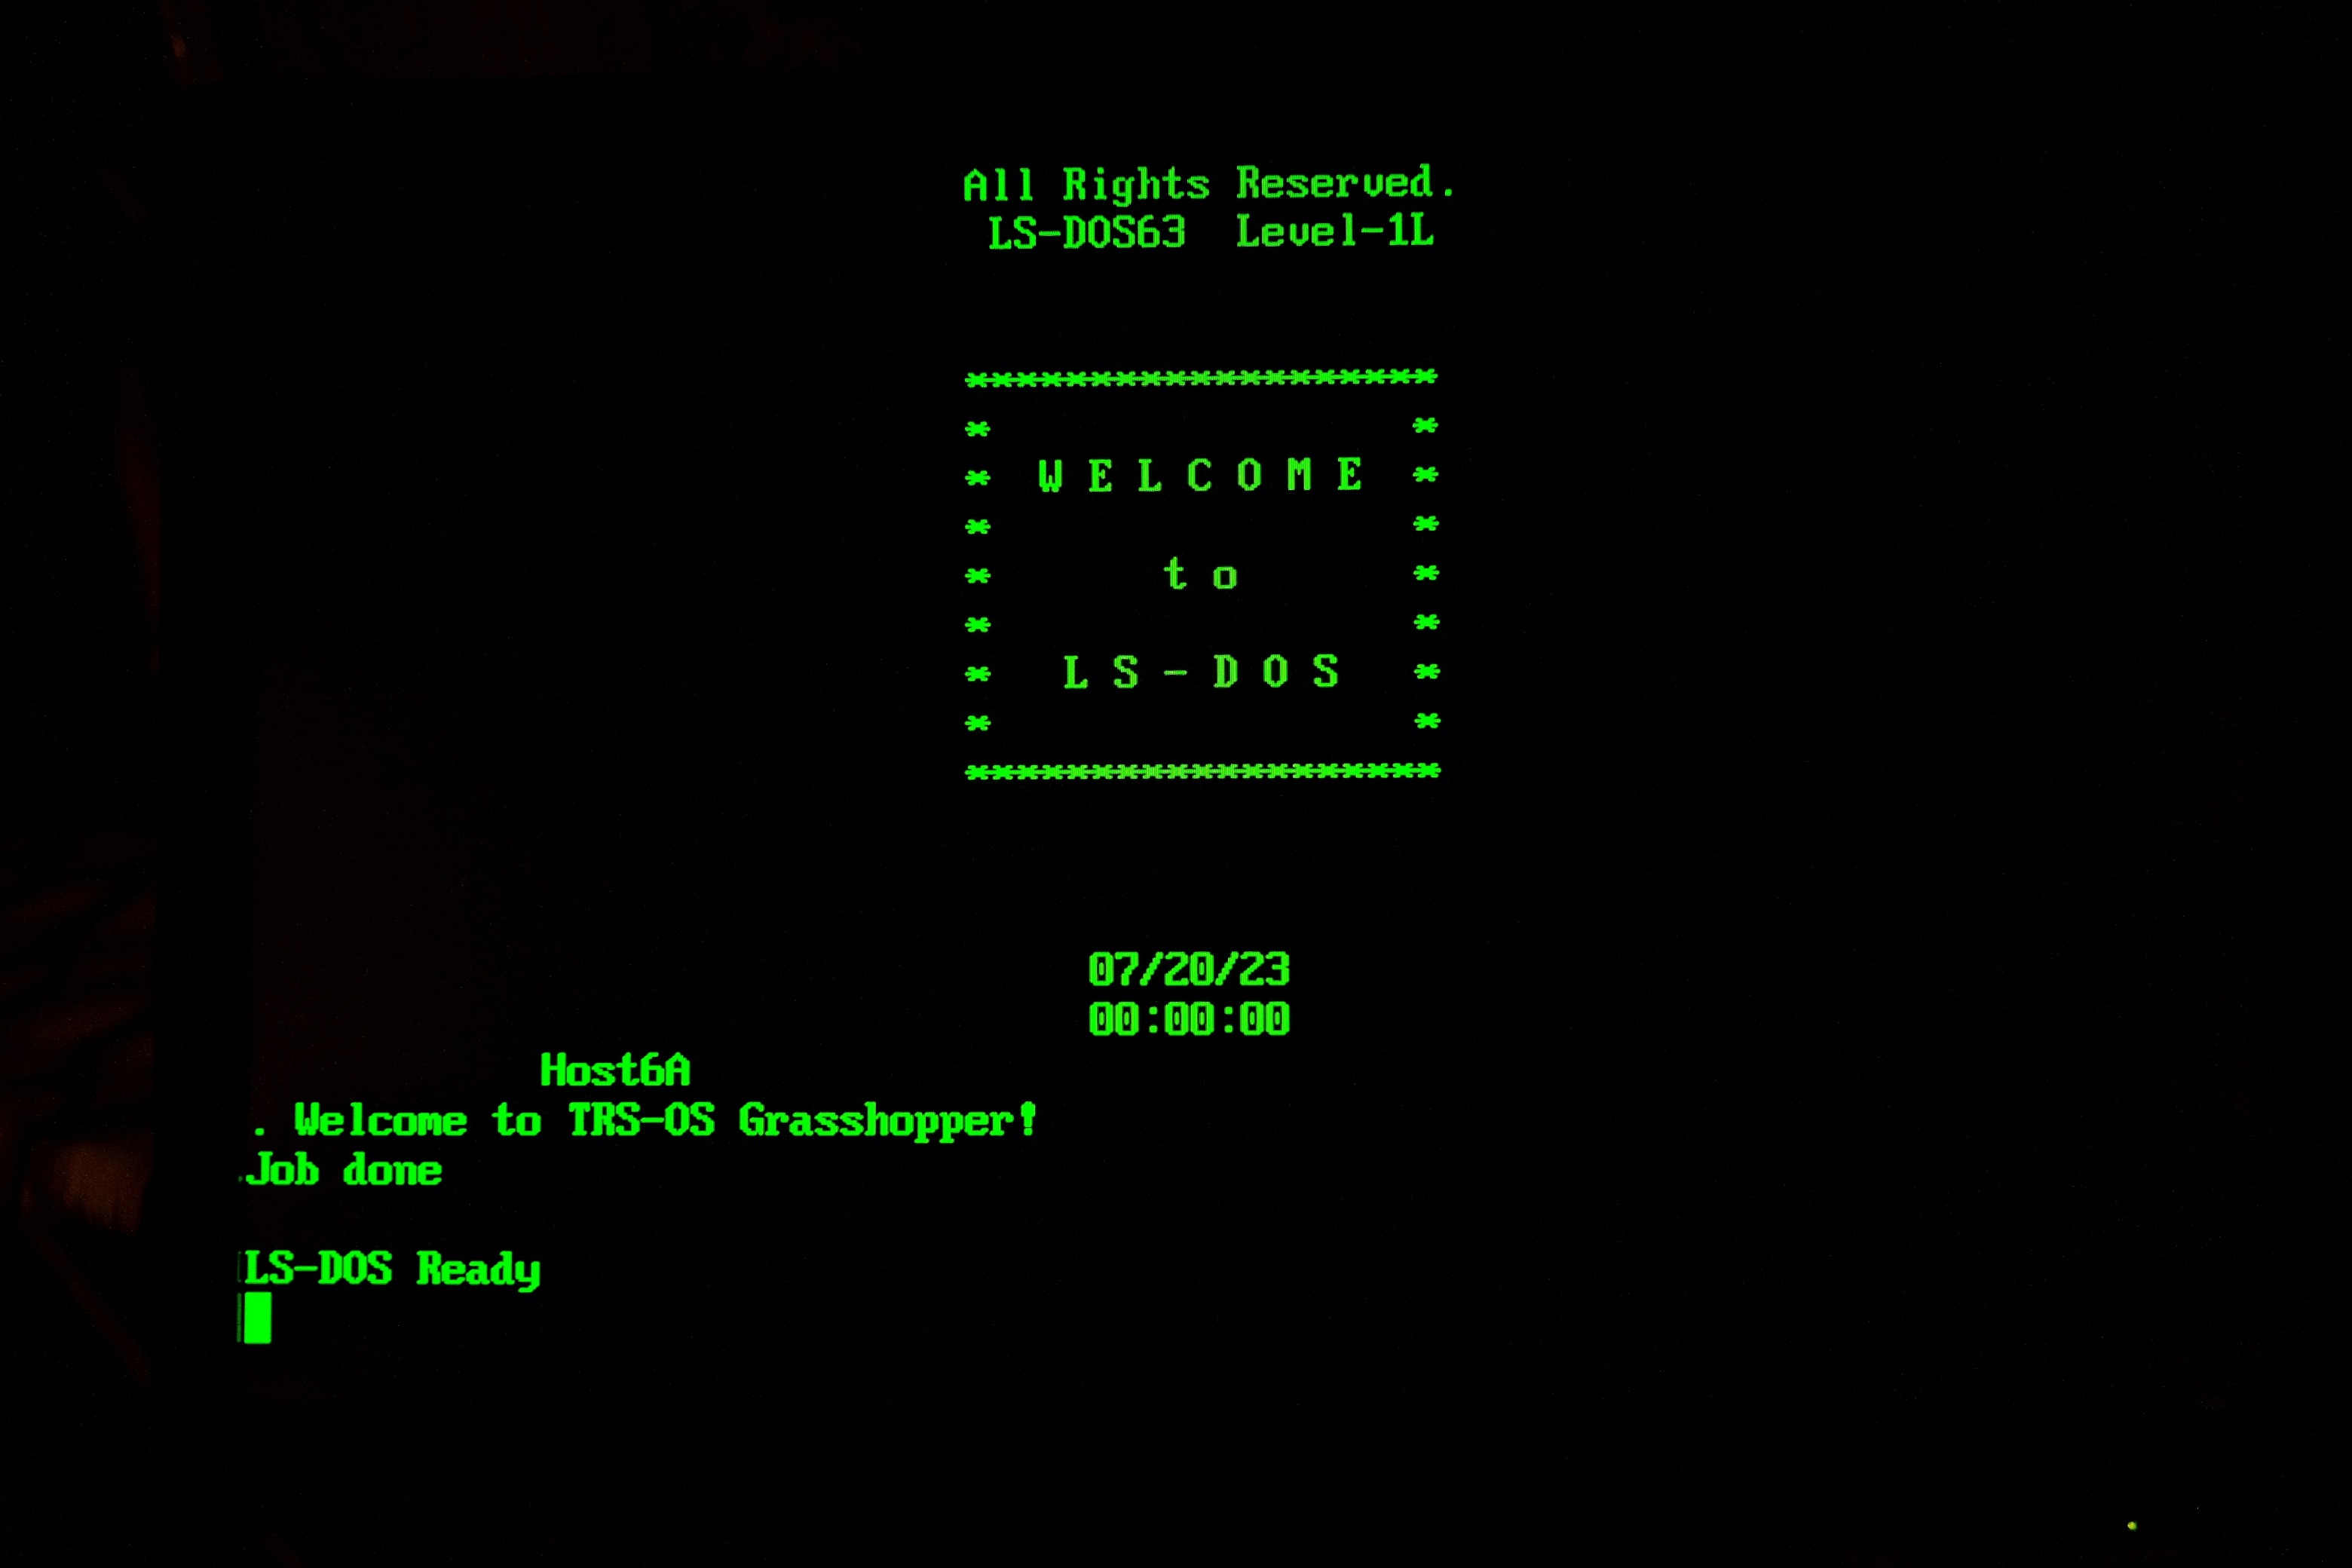 All Rights Reserved.
LS-DOS63  Level-1L
*******************
*                 *
*  W E L C O M E  *
*                 *
*       t o       *
*                 *
*   L S - D O S   *
*                 *
*******************
07/20/23
00:00:00
Host6A
. Welcome to TRS-OS Grasshopper!
Job done
LS-DOS Ready